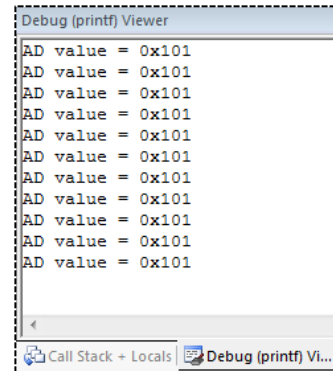 Debug (printf) Viewer
AD value = 0x101
AD value = 0x101
AD value = 0x101
AD value = 0x101
AD value = 0x101
AD value = 0x101
AD value = 0x101
AD value = 0x101
AD value = 0x101
AD value = 0x101
AD value = 0x101
Call Stack + Locals
Debug (printf) Vi...